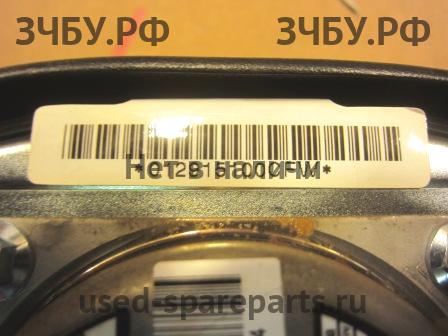 ЗЧБУ.РФ ЗЧБУ.РФ
Нет в наличии
used-spareparts.ru